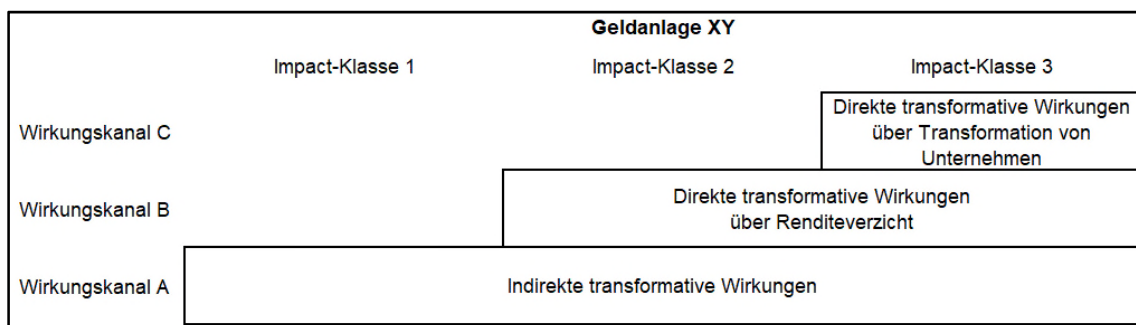 Geldanlage XY
Impact-Klasse 1 Impact-Klasse 2 Impact-Klasse 3
Wirkungskanal C
Direkte transformative Wirkungen
über Transformation von
Unternehmen
Wirkungskanal B
Direkte transformative Wirkungen
über Renditeverzicht
Wirkungskanal A
Indirekte transformative Wirkungen